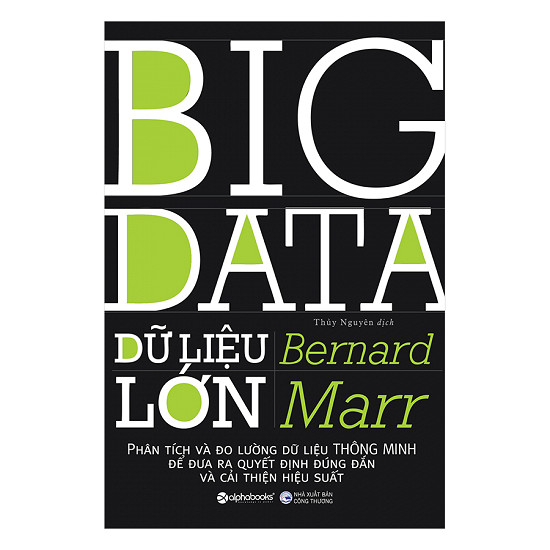 BIG
DATA
Thủy Nguyên dịch
DỮ LIỆU
LỚN
Bernard
Marr
PHÂN TÍCH VÀ ĐO LƯỜNG DỮ LIỆU THÔNG MINH
ĐỂ ĐƯA RA QUYẾT ĐỊNH ĐÚNG ĐẮN
VÀ CẢI THIỆN HIỆU SUẤT
alphabooks
NHÀ XUẤT BẢN
CÔNG THƯƠNG